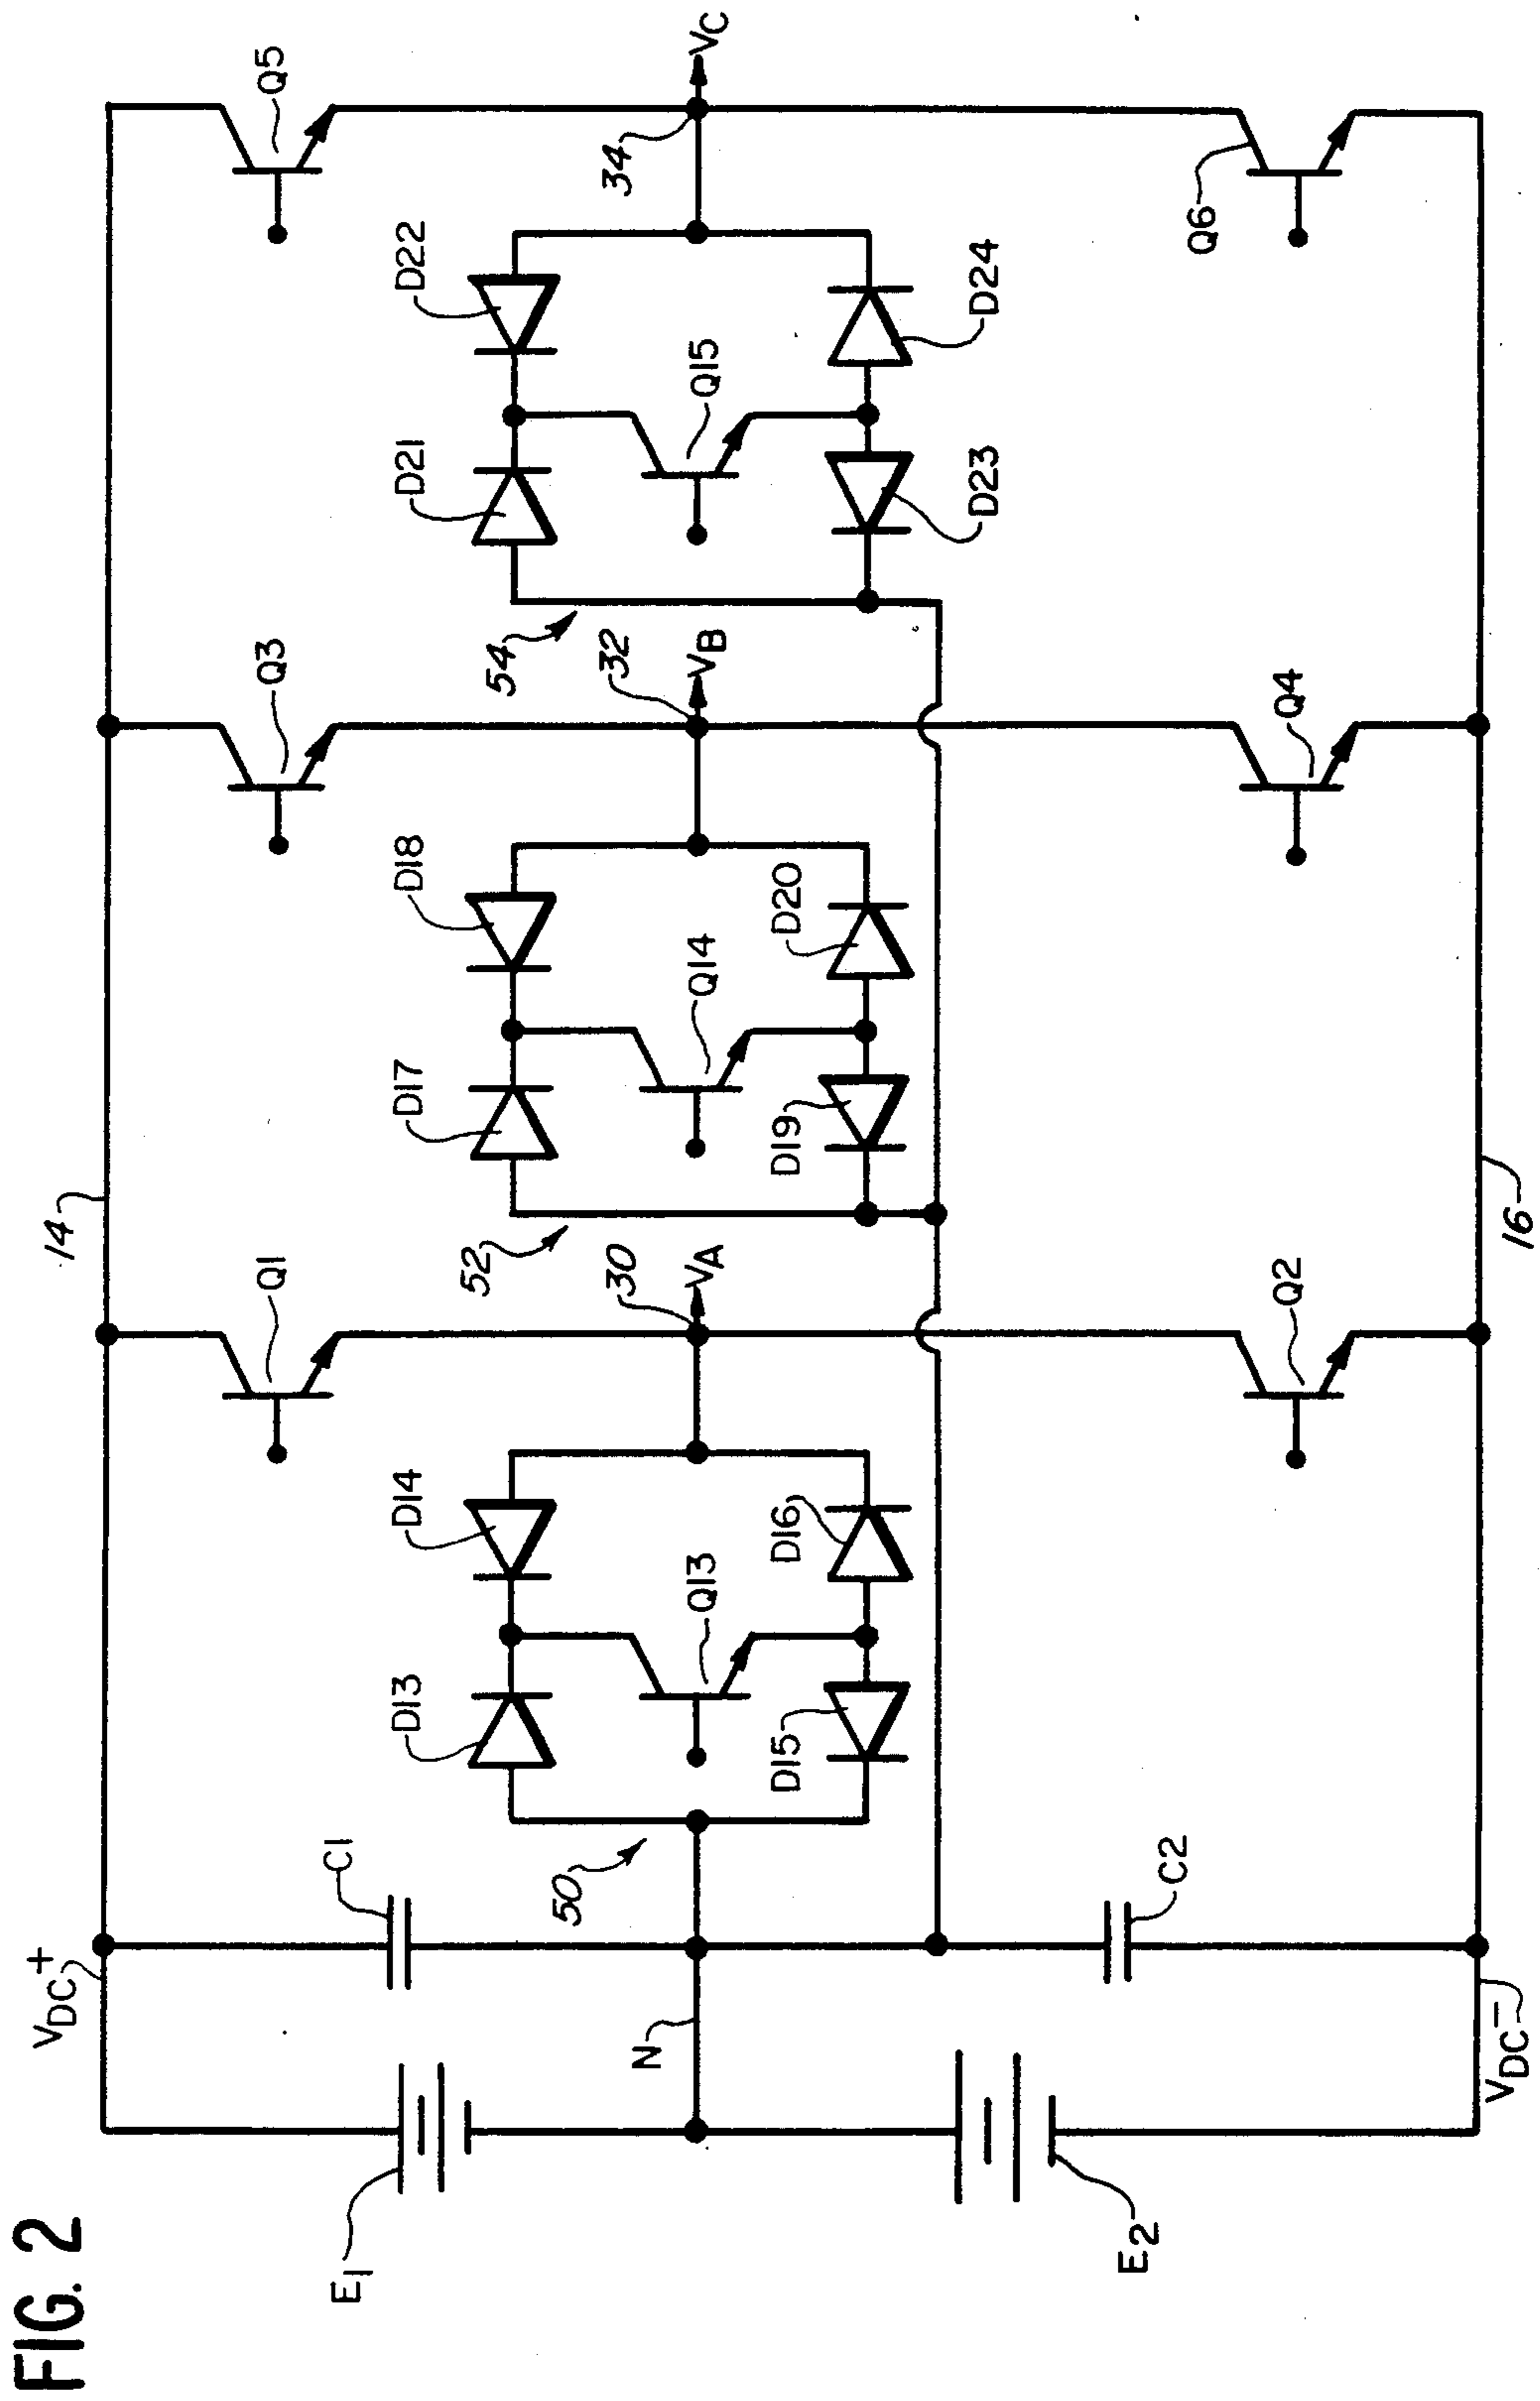 FIG. 2
VDC+
14
E1
C1
Q1
Q3
Q5
D13
D14
D17
D18
D21
D22
50
52
54
N
Q13
30
VA
Q14
32
VB
Q15
34
VC
D15
D16
D19
D20
D23
D24
E2
C2
Q2
Q4
Q6
VDC−
16